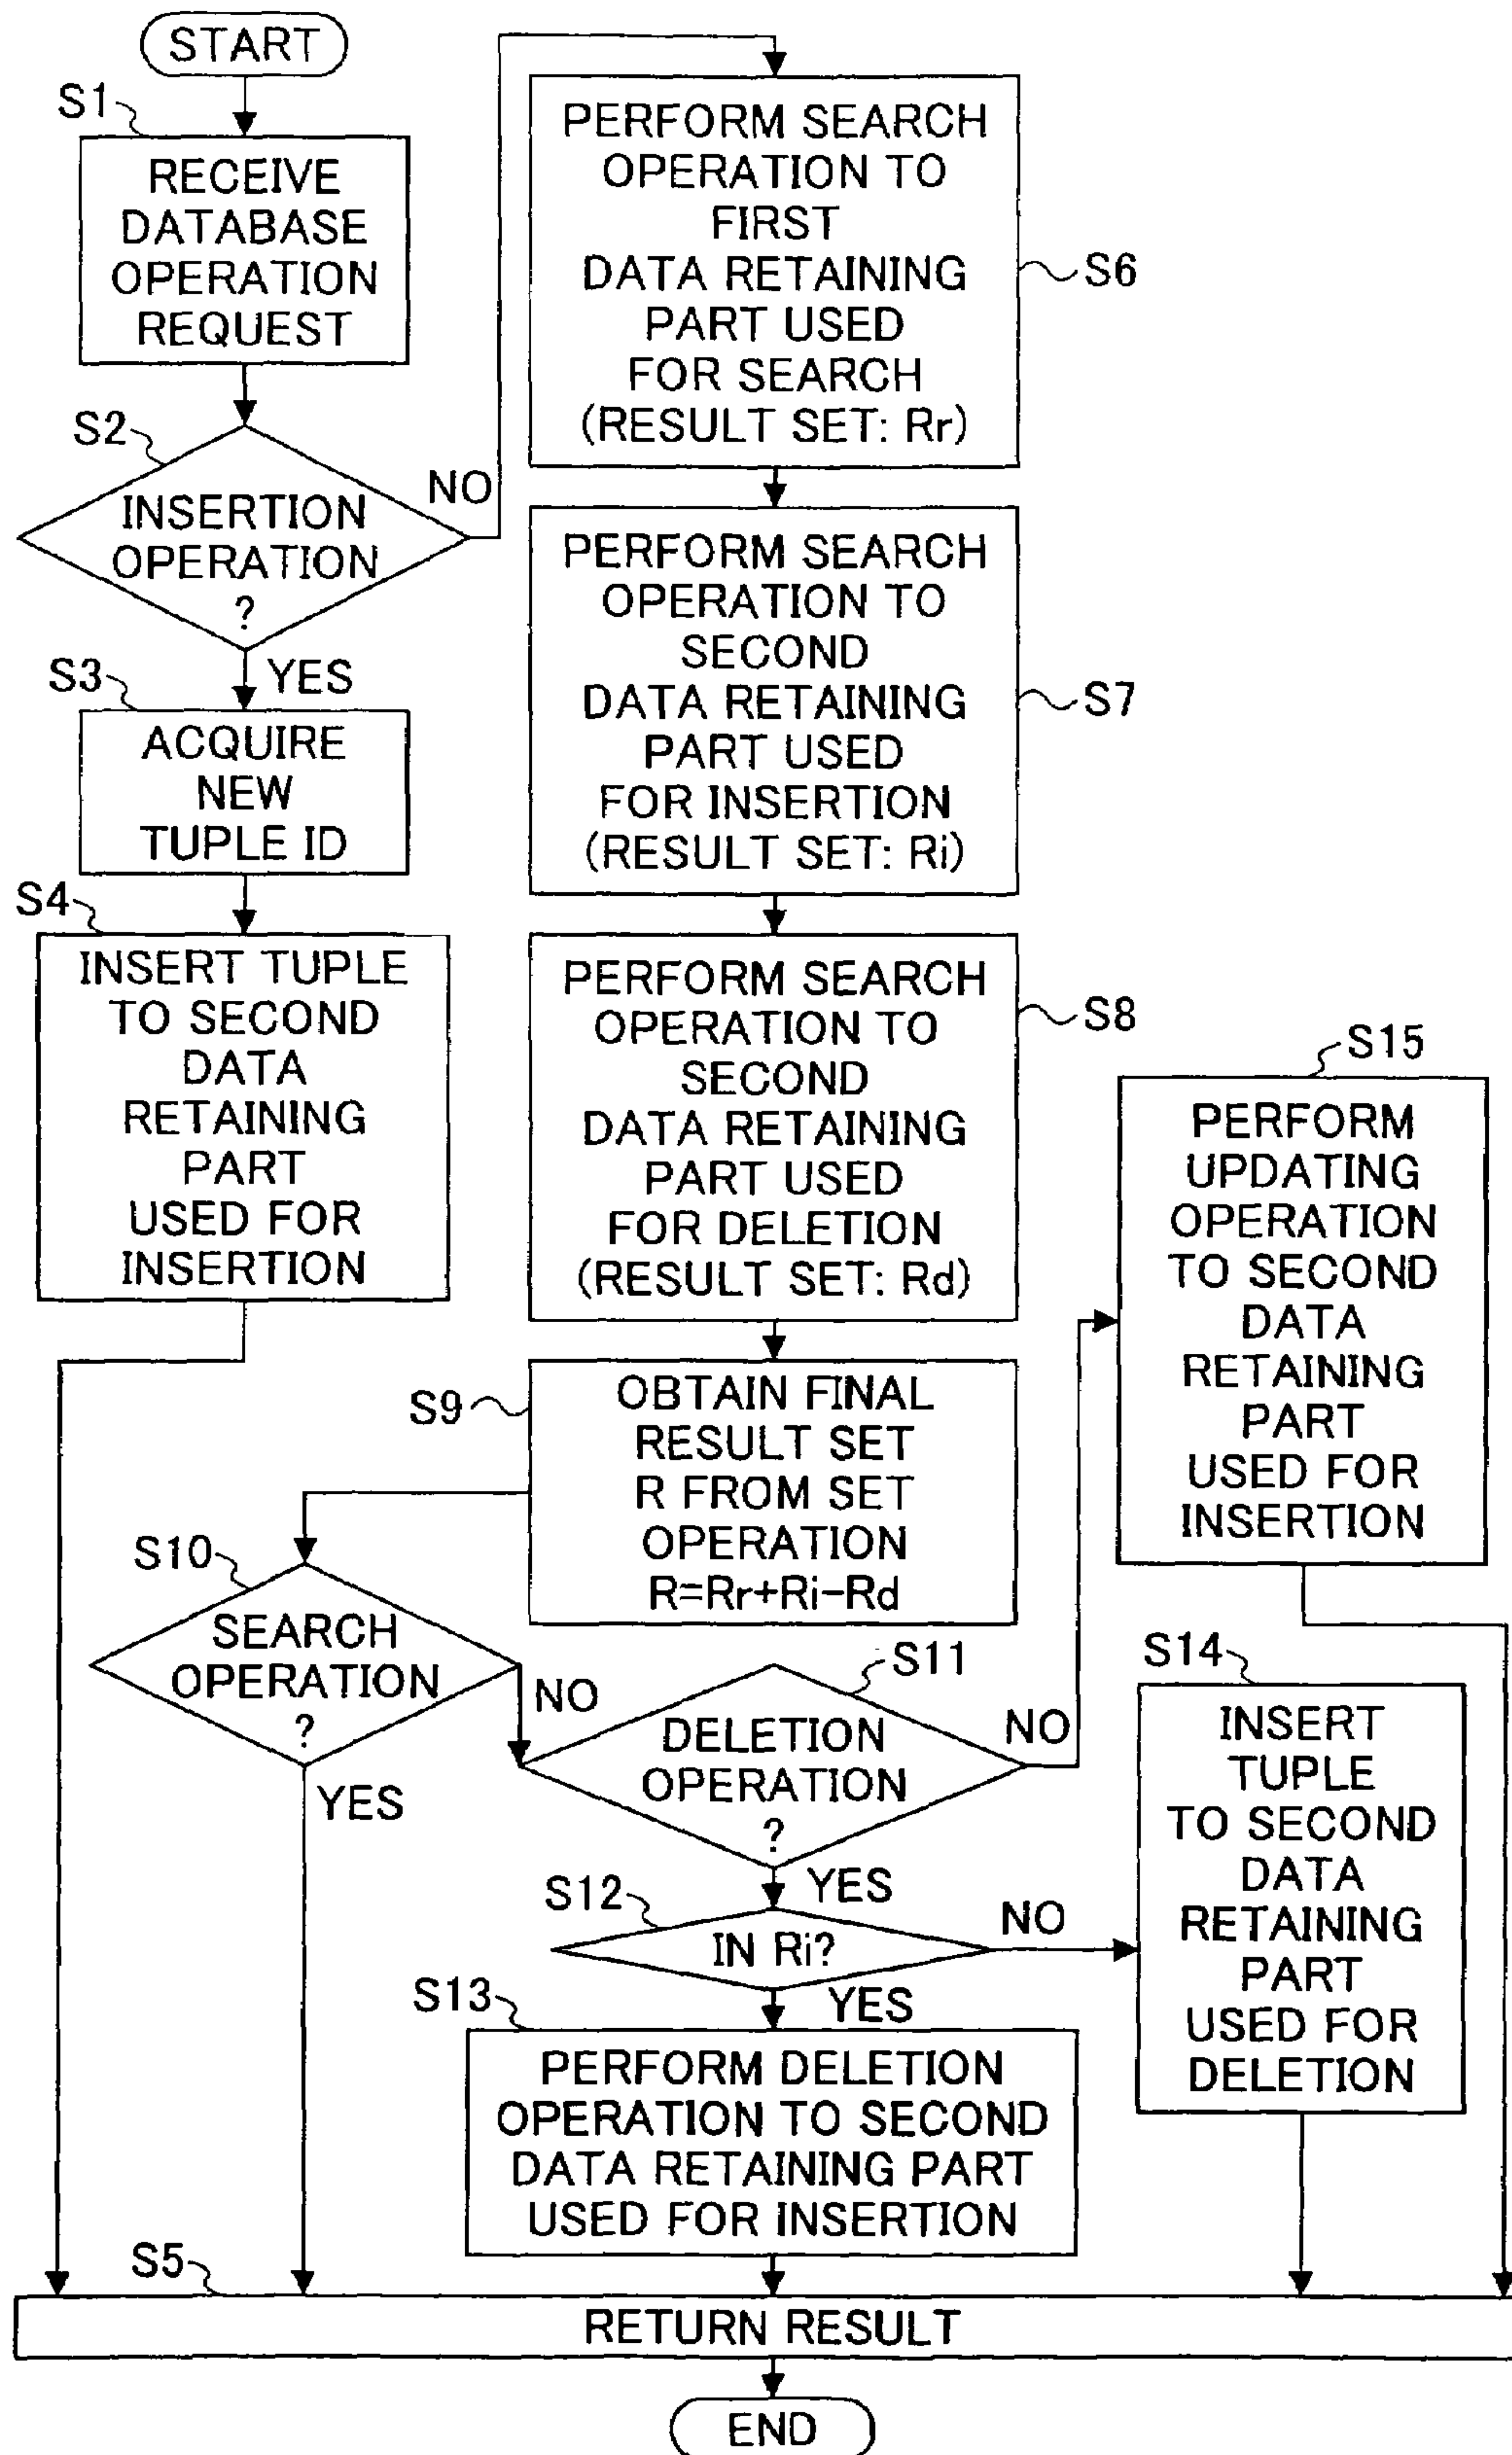 START
S1
RECEIVE
DATABASE
OPERATION
REQUEST
S2
INSERTION
OPERATION
?
NO
YES
S3
ACQUIRE
NEW
TUPLE ID
S4
INSERT TUPLE
TO SECOND
DATA
RETAINING
PART
USED FOR
INSERTION
PERFORM SEARCH
OPERATION TO
FIRST
DATA RETAINING
PART USED
FOR SEARCH
(RESULT SET: Rr)
S6
PERFORM SEARCH
OPERATION TO
SECOND
DATA RETAINING
PART USED
FOR INSERTION
(RESULT SET: Ri)
S7
PERFORM SEARCH
OPERATION TO
SECOND
DATA RETAINING
PART USED
FOR DELETION
(RESULT SET: Rd)
S8
S9
OBTAIN FINAL
RESULT SET
R FROM SET
OPERATION
R=Rr+Ri-Rd
S10
SEARCH
OPERATION
?
NO
YES
S11
DELETION
OPERATION
?
NO
YES
S12
IN Ri?
NO
YES
S13
PERFORM DELETION
OPERATION TO SECOND
DATA RETAINING PART
USED FOR INSERTION
S14
INSERT
TUPLE
TO SECOND
DATA
RETAINING
PART
USED FOR
DELETION
S15
PERFORM
UPDATING
OPERATION
TO SECOND
DATA
RETAINING
PART
USED FOR
INSERTION
S5
RETURN RESULT
END